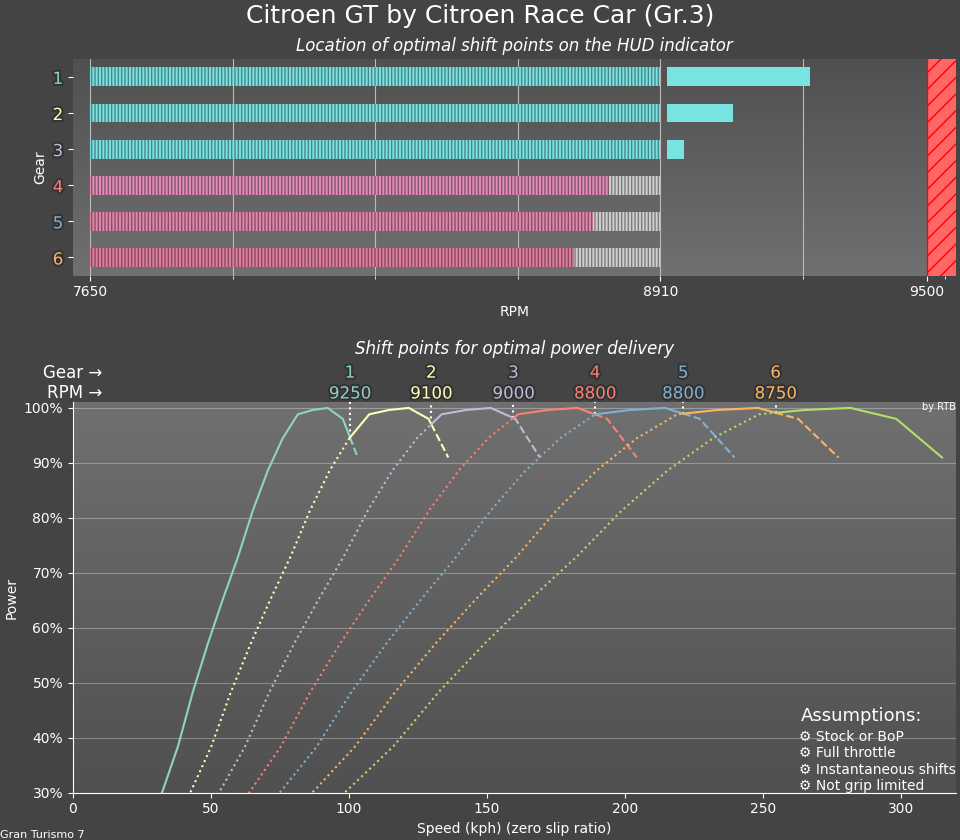 Citroen GT by Citroen Race Car (Gr.3)
Location of optimal shift points on the HUD indicator
Gear
1
2
3
4
5
6
7650 8910 9500
RPM
Shift points for optimal power delivery
Gear → 1 2 3 4 5 6
RPM → 9250 9100 9000 8800 8800 8750
by RTB
Power
100%
90%
80%
70%
60%
50%
40%
30%
Assumptions:
⚙ Stock or BoP
⚙ Full throttle
⚙ Instantaneous shifts
⚙ Not grip limited
0 50 100 150 200 250 300
Speed (kph) (zero slip ratio)
Gran Turismo 7